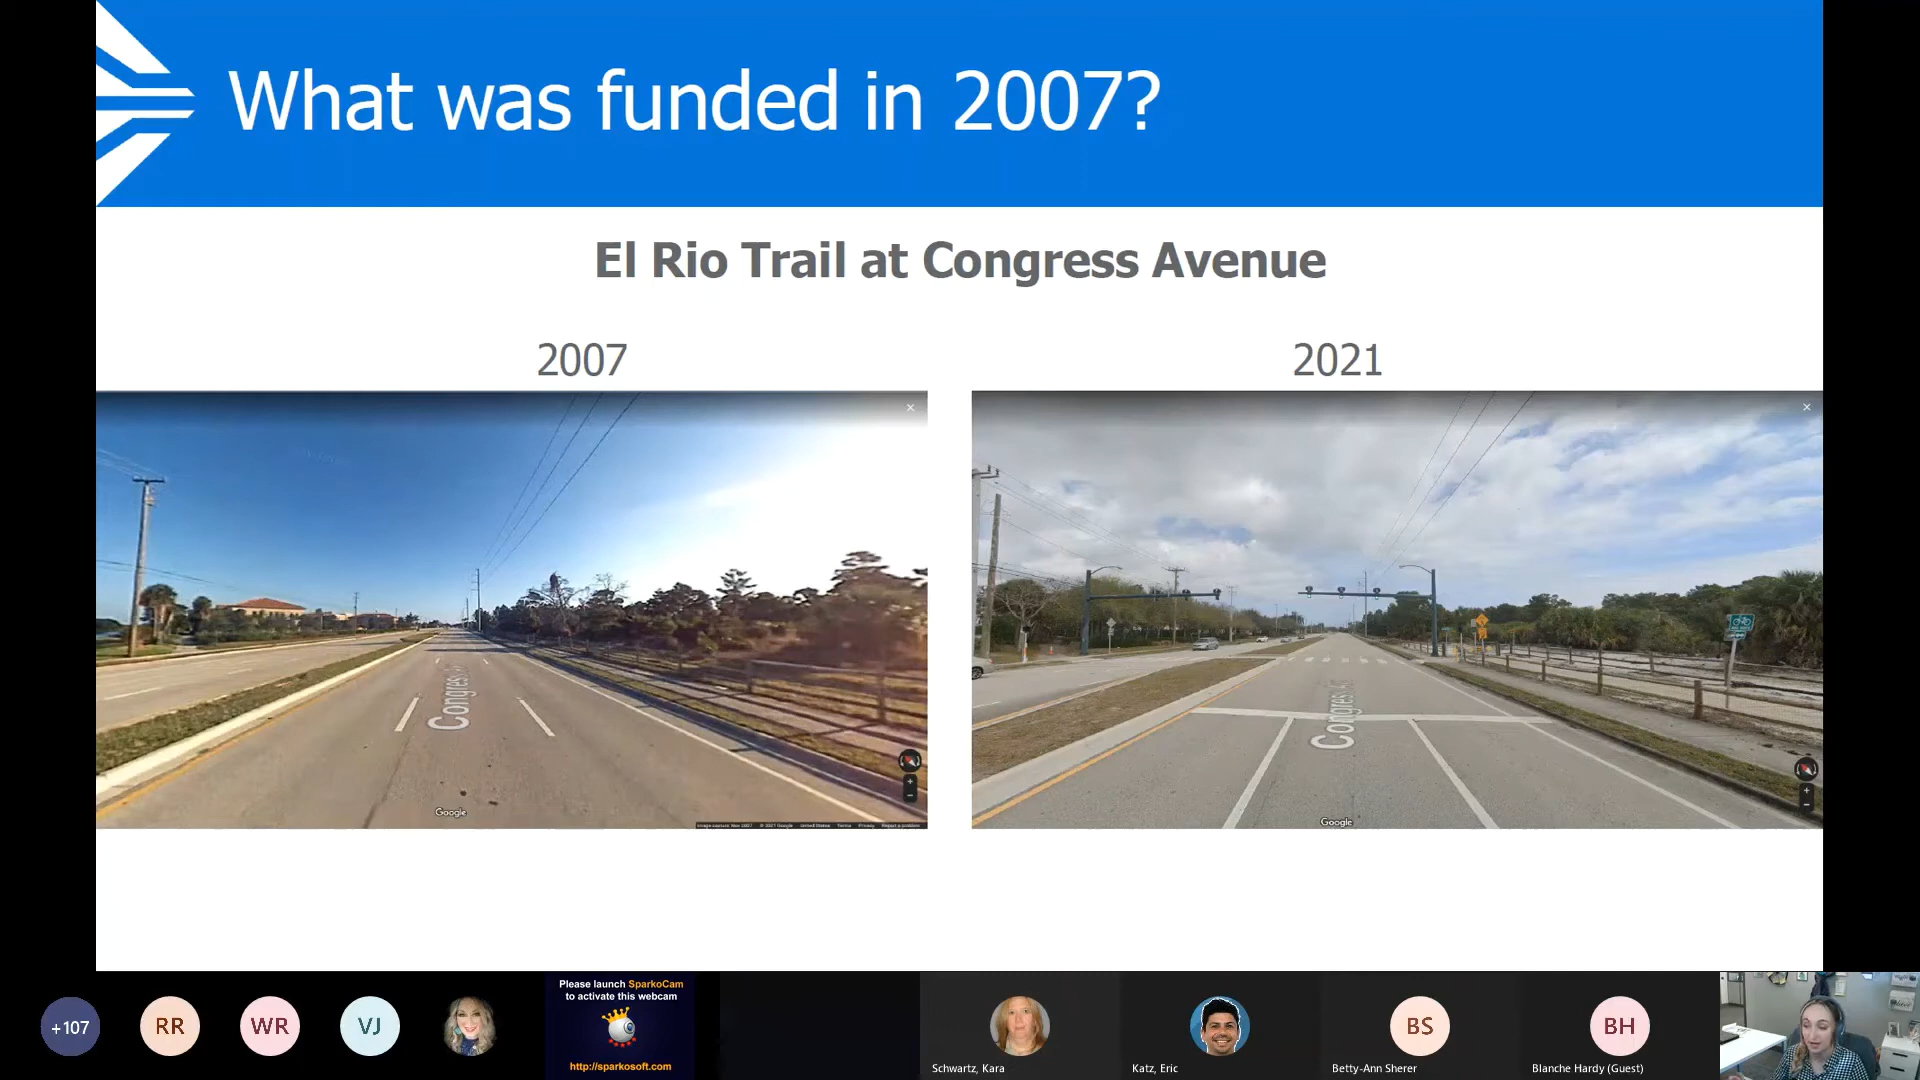 What was funded in 2007?
El Rio Trail at Congress Avenue
2007
2021
Congress
Google
Congress
Google
+107
RR
WR
VJ
Please launch SparkoCam
to activate this webcam
http://sparkosoft.com
Schwartz, Kara
Katz, Eric
BS
Betty-Ann Sherer
BH
Blanche Hardy (Guest)